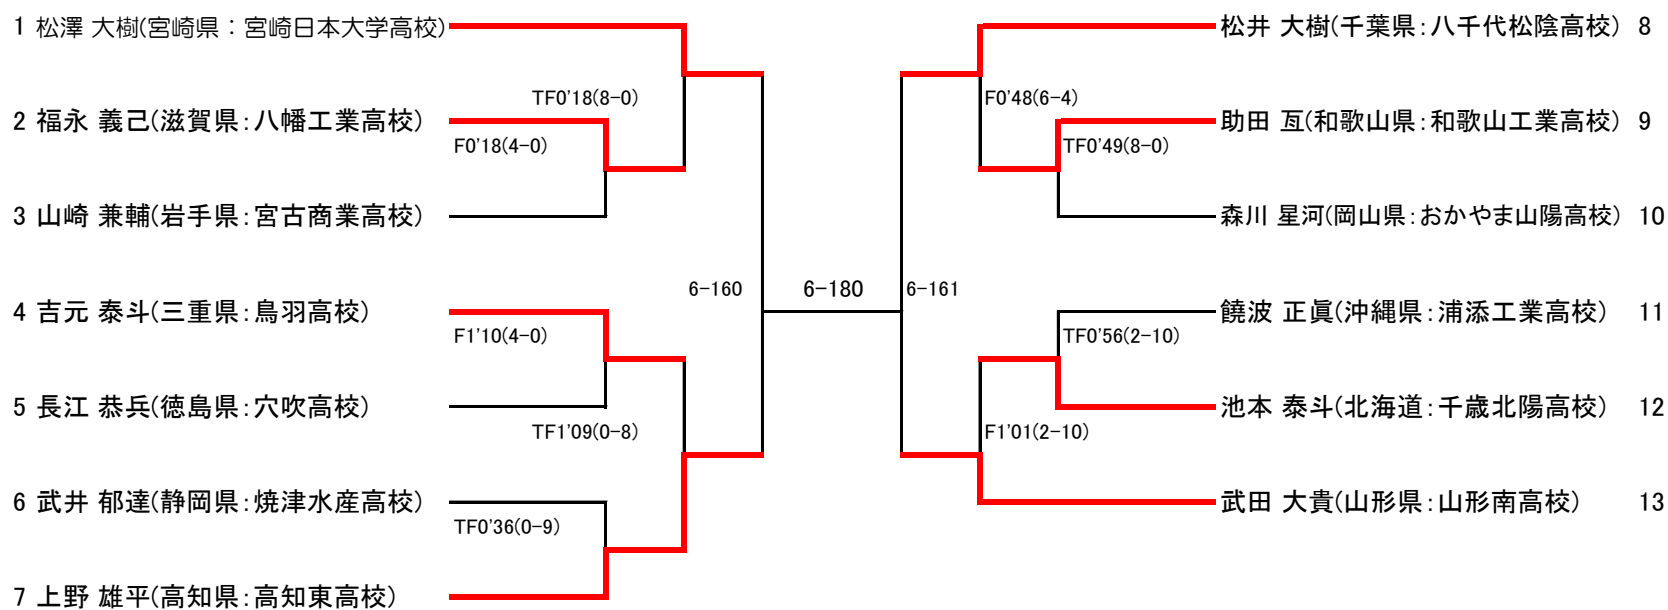 1 松澤 大樹(宮崎県：宮崎日本大学高校)
TF0'18(8-0)
2 福永 義己(滋賀県：八幡工業高校)
F0'18(4-0)
3 山崎 兼輔(岩手県：宮古商業高校)
6-160
4 吉元 泰斗(三重県：鳥羽高校)
F1'10(4-0)
5 長江 恭兵(徳島県：穴吹高校)
TF1'09(0-8)
6 武井 郁達(静岡県：焼津水産高校)
TF0'36(0-9)
7 上野 雄平(高知県：高知東高校)
6-180
松井 大樹(千葉県：八千代松陰高校) 8
F0'48(6-4)
助田 亙(和歌山県：和歌山工業高校) 9
TF0'49(8-0)
森川 星河(岡山県：おかやま山陽高校) 10
6-161
饒波 正眞(沖縄県：浦添工業高校) 11
TF0'56(2-10)
池本 泰斗(北海道：千歳北陽高校) 12
F1'01(2-10)
武田 大貴(山形県：山形南高校) 13